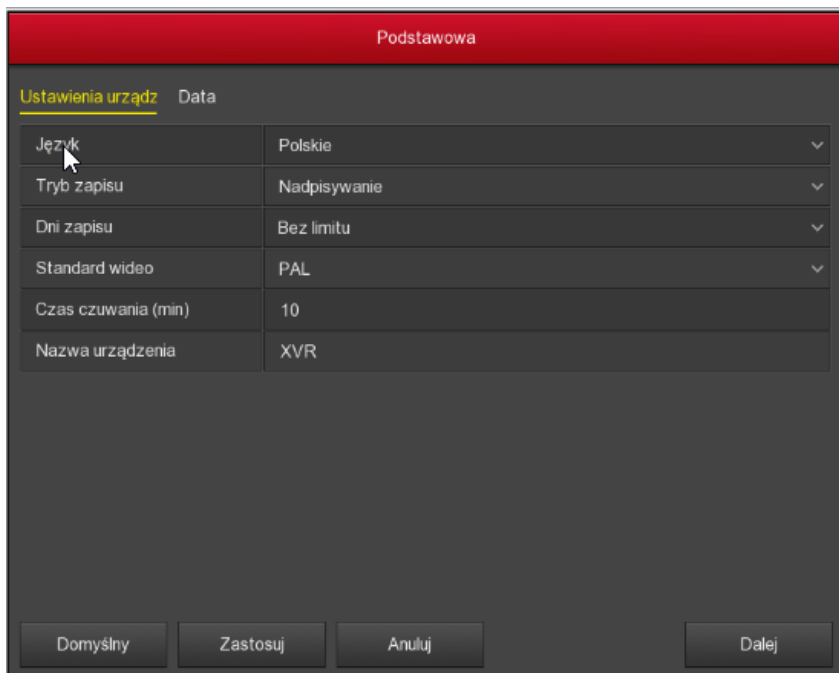 Podstawowa
Ustawienia urządz Data
Język Polskie
Tryb zapisu Nadpisywanie
Dni zapisu Bez limitu
Standard wideo PAL
Czas czuwania (min) 10
Nazwa urządzenia XVR
Domyślny Zastosuj Anuluj Dalej